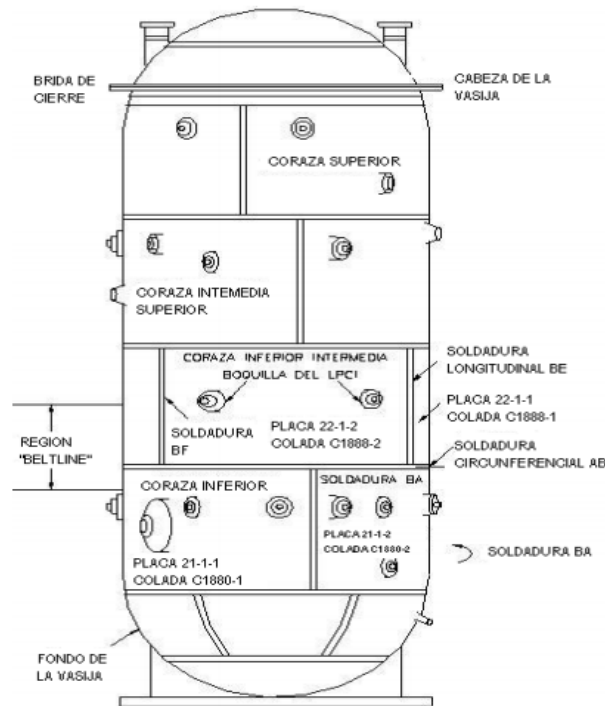 BRIDA DE
CIERRE
CABEZA DE LA
VASIJA
CORAZA SUPERIOR
CORAZA INTEMEDIA
SUPERIOR
CORAZA INFERIOR INTERMEDIA
BOQUILLA DEL LPCI
SOLDADURA
LONGITUDINAL BE
PLACA 22-1-1
COLADA C1888-1
PLACA 22-1-2
COLADA C1888-2
SOLDADURA
BF
REGION
"BELTLINE"
SOLDADURA
CIRCUNFERENCIAL AB
CORAZA INFERIOR
SOLDADURA BA
PLACA 21-1-2
COLADA C1880-2
PLACA 21-1-1
COLADA C1880-1
SOLDADURA BA
FONDO DE
LA VASIJA